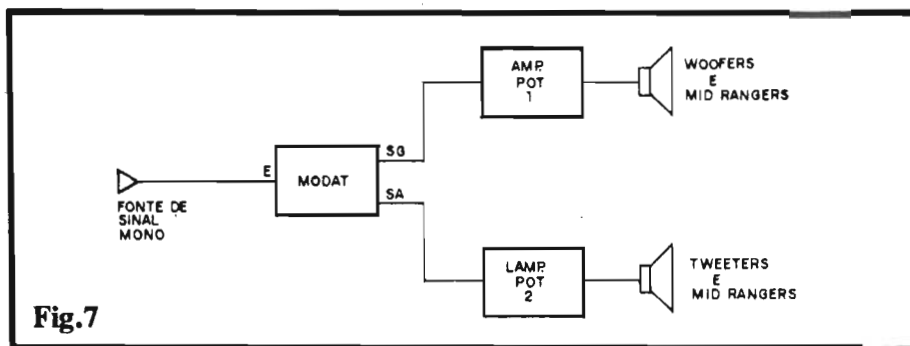 AMP.
POT
1
WOOFERS
E
MID RANGERS
SG
E
MODAT
SA
FONTE DE
SINAL
MONO
LAMP.
POT
2
TWEETERS
E
MID RANGERS
Fig.7